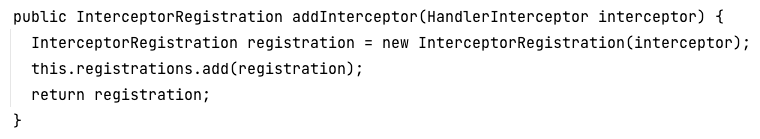 public InterceptorRegistration addInterceptor(HandlerInterceptor interceptor) {
  InterceptorRegistration registration = new InterceptorRegistration(interceptor);
  this.registrations.add(registration);
  return registration;
}